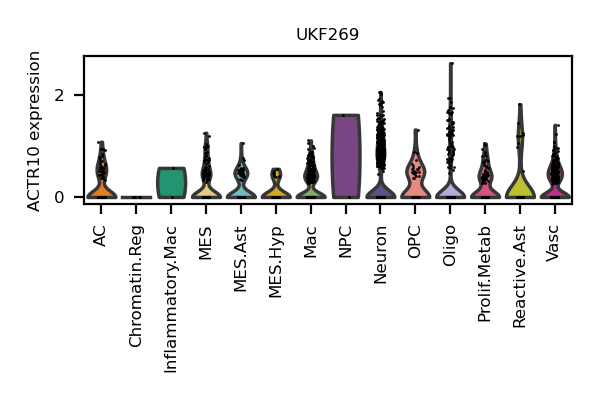 UKF269
ACTR10 expression
2
0
AC
Chromatin.Reg
Inflammatory.Mac
MES
MES.Ast
MES.Hyp
Mac
NPC
Neuron
OPC
Oligo
Prolif.Metab
Reactive.Ast
Vasc